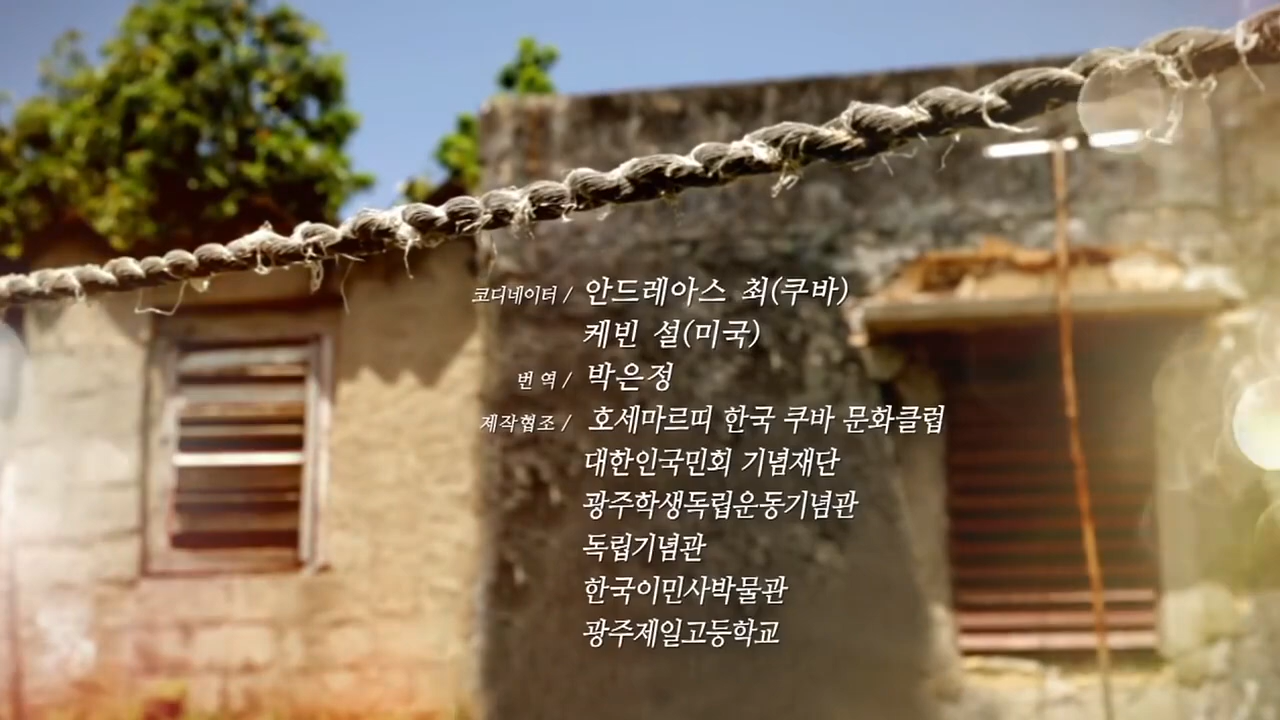 코디네이터 / 안드레아스 최(쿠바)
케빈 설(미국)
번 역 / 박은정
제작협조 / 호세마르띠 한국 쿠바 문화클럽
대한인국민회 기념재단
광주학생독립운동기념관
독립기념관
한국이민사박물관
광주제일고등학교